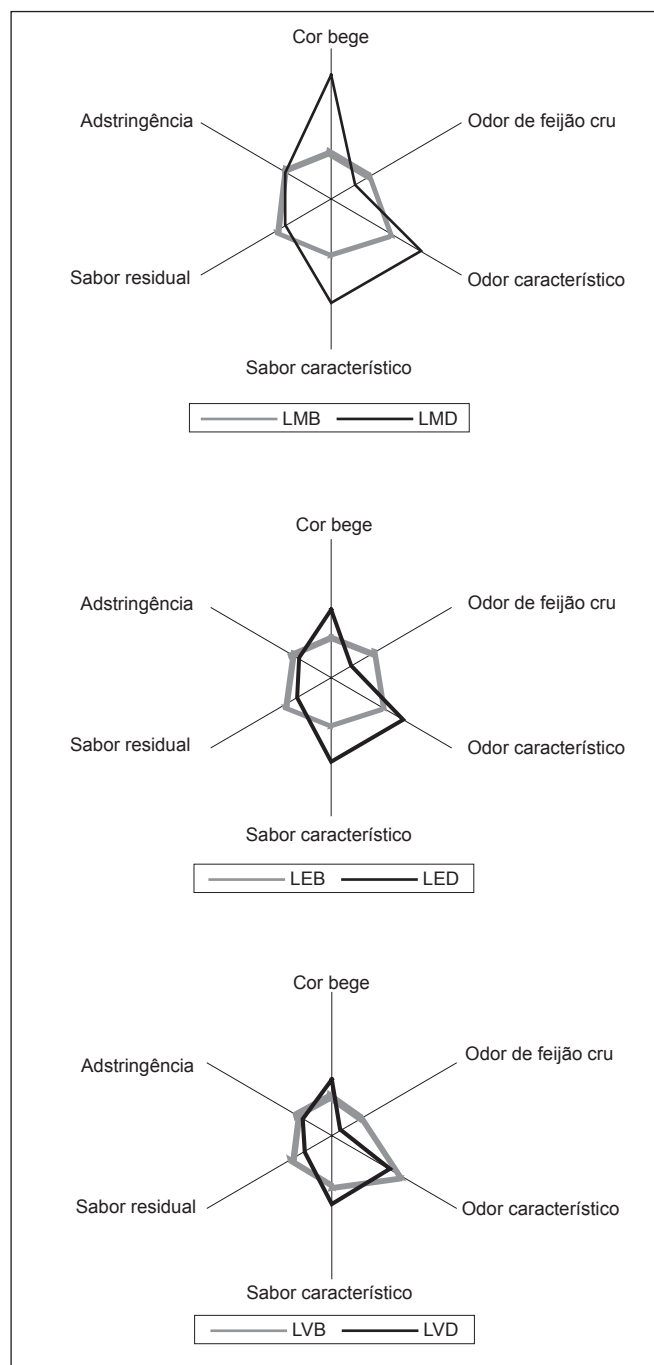 Cor bege
Adstringência
Odor de feijão cru
Sabor residual
Odor característico
Sabor característico
LMB LMD
Cor bege
Adstringência
Odor de feijão cru
Sabor residual
Odor característico
Sabor característico
LEB LED
Cor bege
Adstringência
Odor de feijão cru
Sabor residual
Odor característico
Sabor característico
LVB LVD